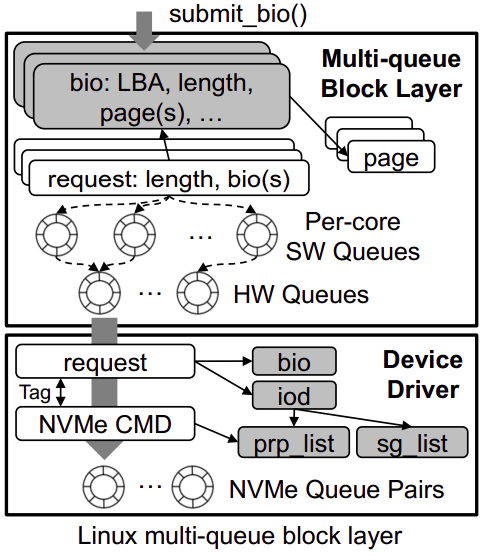 submit_bio()
Multi-queue
Block Layer
bio: LBA, length,
page(s), ...
page
request: length, bio(s)
Per-core
SW Queues
...
HW Queues
...
Device
Driver
request
bio
Tag
iod
NVMe CMD
prp_list
sg_list
...
NVMe Queue Pairs
Linux multi-queue block layer